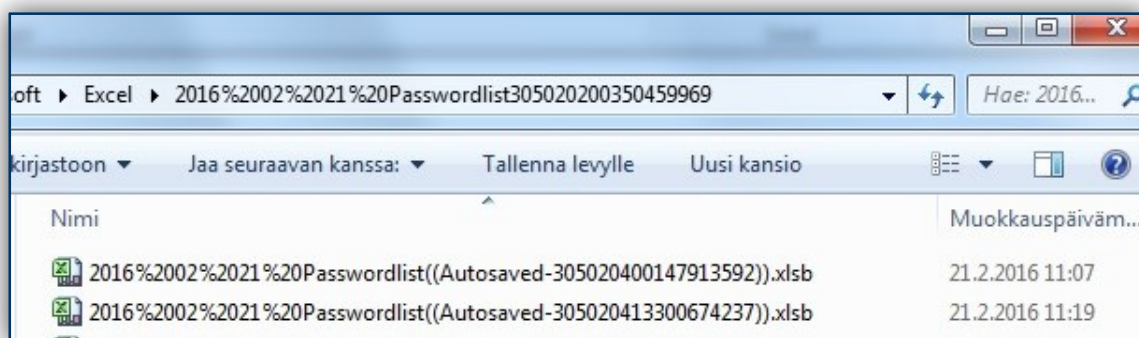 soft ▸ Excel ▸ 2016%2002%2021%20Passwordlist305020200350459969 Hae: 2016...
kirjastoon Jaa seuraavan kanssa: Tallenna levylle Uusi kansio
Nimi Muokkauspäiväm...
2016%2002%2021%20Passwordlist((Autosaved-305020400147913592)).xlsb 21.2.2016 11:07
2016%2002%2021%20Passwordlist((Autosaved-305020413300674237)).xlsb 21.2.2016 11:19